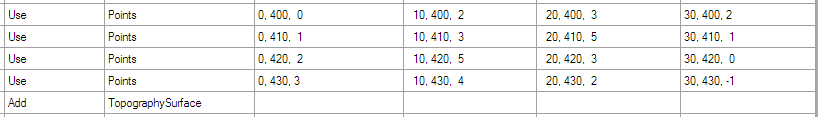 Use Points 0, 400, 0 10, 400, 2 20, 400, 3 30, 400, 2
Use Points 0, 410, 1 10, 410, 3 20, 410, 5 30, 410, 1
Use Points 0, 420, 2 10, 420, 5 20, 420, 3 30, 420, 0
Use Points 0, 430, 3 10, 430, 4 20, 430, 2 30, 430, -1
Add TopographySurface